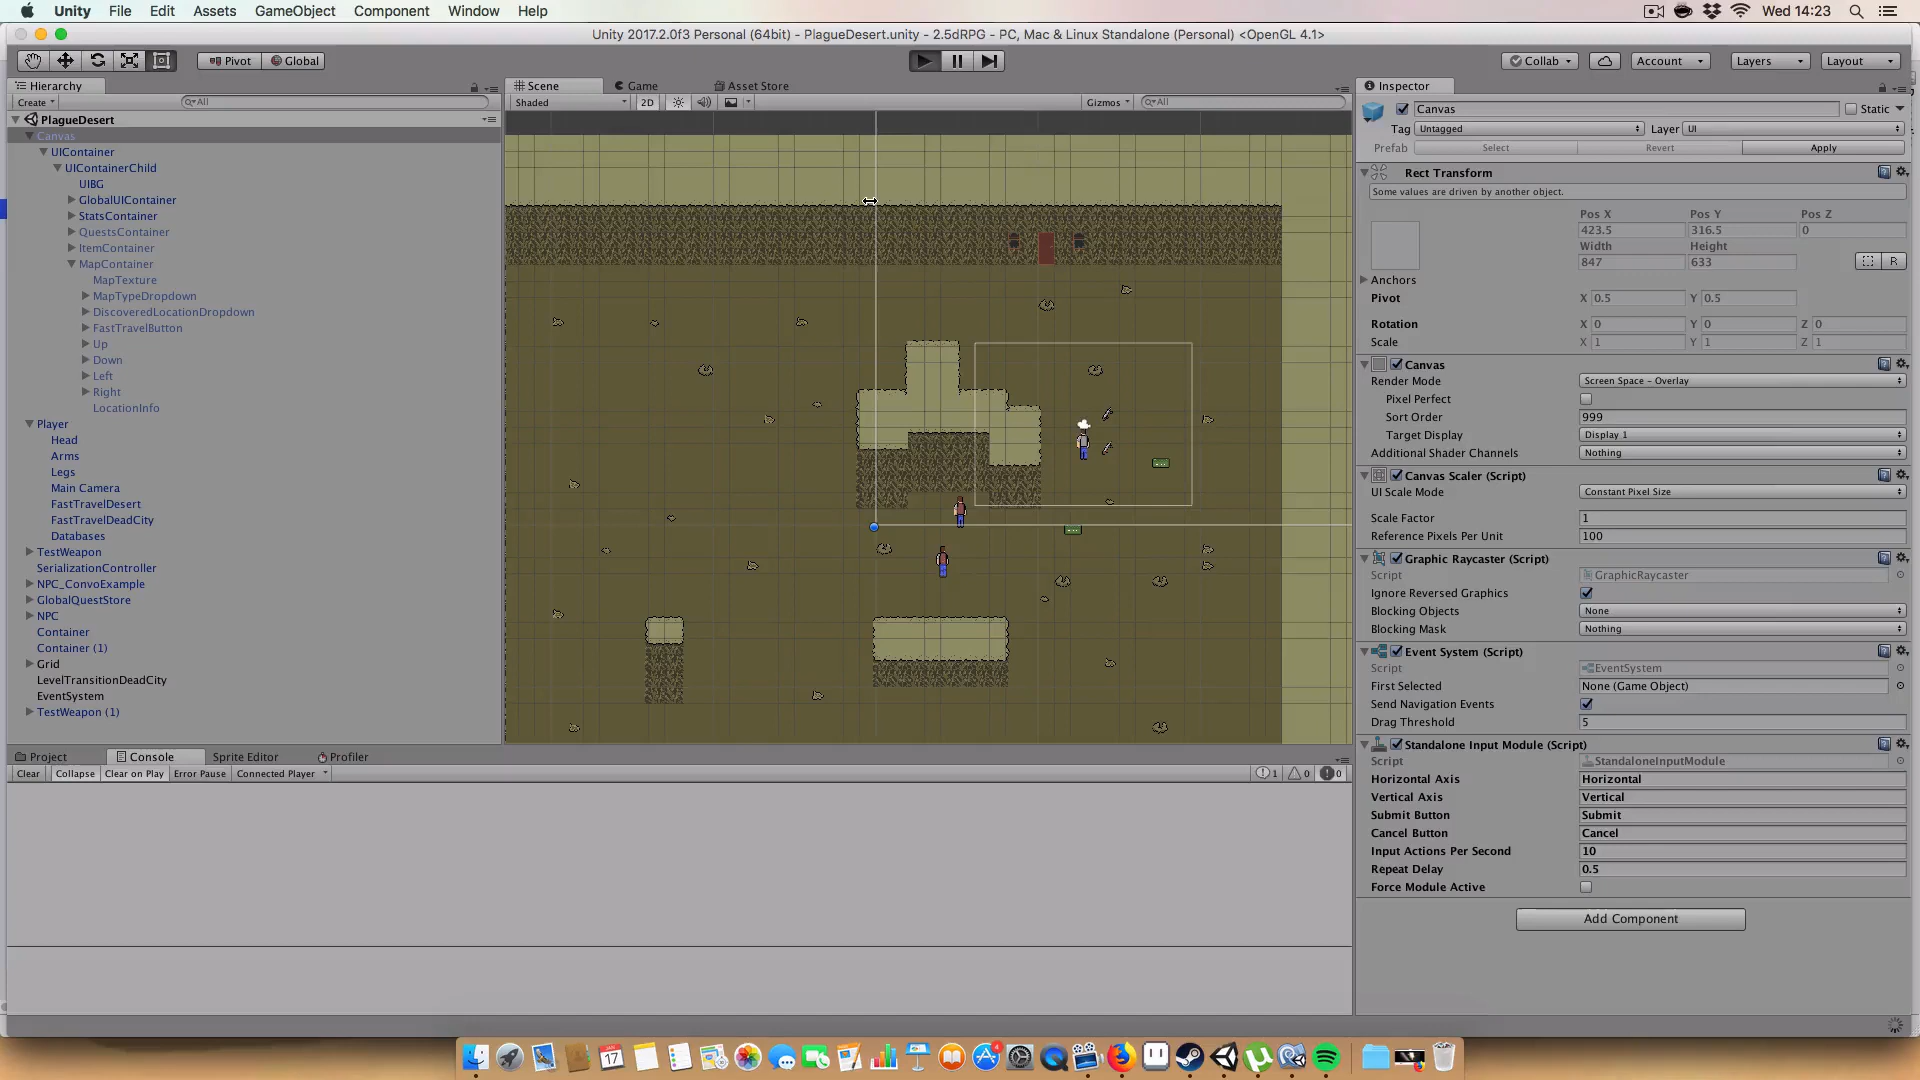 Unity File Edit Assets GameObject Component Window Help Wed 14:23
Unity 2017.2.0f3 Personal (64bit) - PlagueDesert.unity - 2.5dRPG - PC, Mac & Linux Standalone (Personal) <OpenGL 4.1>
Pivot Global Collab Account Layers Layout
Hierarchy
Create All
PlagueDesert
Canvas
UIContainer
UIContainerChild
UIBG
GlobalUIContainer
StatsContainer
QuestsContainer
ItemContainer
MapContainer
MapTexture
MapTypeDropdown
DiscoveredLocationDropdown
FastTravelButton
Up
Down
Left
Right
LocationInfo
Player
Head
Arms
Legs
Main Camera
FastTravelDesert
FastTravelDeadCity
Databases
TestWeapon
SerializationController
NPC_ConvoExample
GlobalQuestStore
NPC
Container
Container (1)
Grid
LevelTransitionDeadCity
EventSystem
TestWeapon (1)
Scene Game Asset Store
Shaded 2D Gizmos All
Inspector
Canvas Static
Tag Untagged Layer UI
Prefab Select Revert Apply
Rect Transform
Some values are driven by another object.
Pos X Pos Y Pos Z
423.5 316.5 0
Width Height
847 633
R
Anchors
Pivot X 0.5 Y 0.5
Rotation X 0 Y 0 Z 0
Scale X 1 Y 1 Z 1
Canvas
Render Mode Screen Space - Overlay
Pixel Perfect
Sort Order 999
Target Display Display 1
Additional Shader Channels Nothing
Canvas Scaler (Script)
UI Scale Mode Constant Pixel Size
Scale Factor 1
Reference Pixels Per Unit 100
Graphic Raycaster (Script)
Script GraphicRaycaster
Ignore Reversed Graphics
Blocking Objects None
Blocking Mask Nothing
Event System (Script)
Script EventSystem
First Selected None (Game Object)
Send Navigation Events
Drag Threshold 5
Standalone Input Module (Script)
Script StandaloneInputModule
Horizontal Axis Horizontal
Vertical Axis Vertical
Submit Button Submit
Cancel Button Cancel
Input Actions Per Second 10
Repeat Delay 0.5
Force Module Active
Add Component
Project Console Sprite Editor Profiler
Clear Collapse Clear on Play Error Pause Connected Player 1 0 0
17